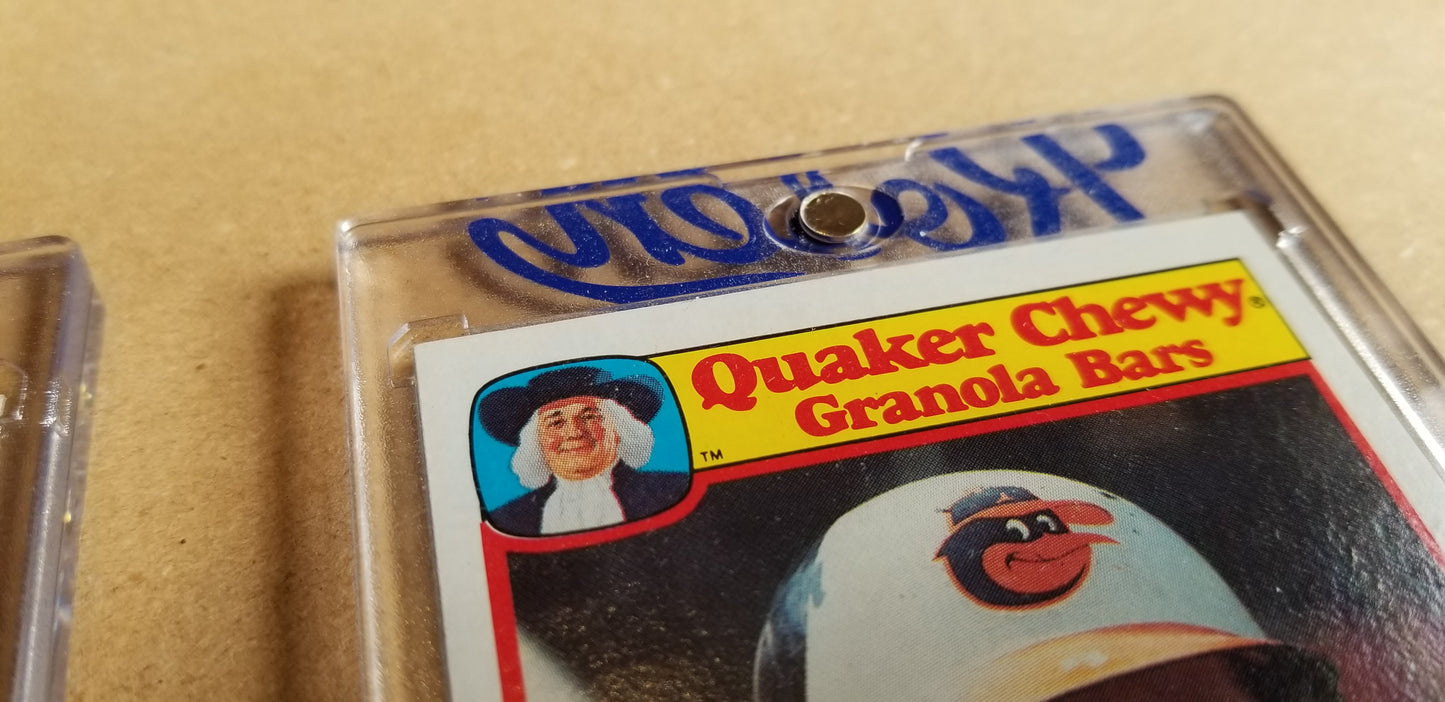 Quaker Chewy®
Granola Bars
TM